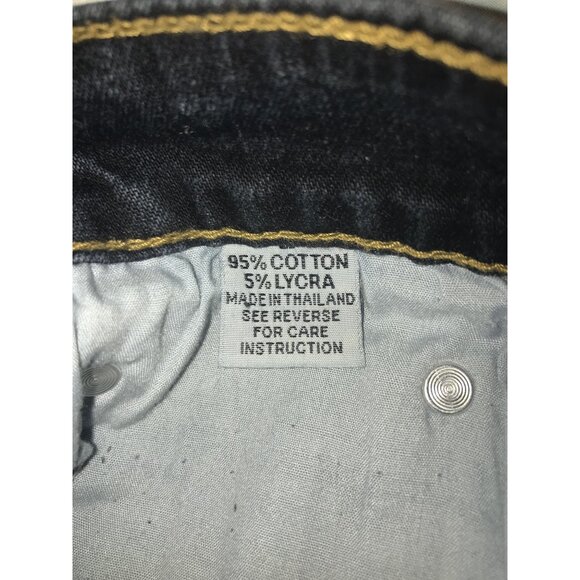 95% COTTON
5% LYCRA
MADE IN THAILAND
SEE REVERSE
FOR CARE
INSTRUCTION